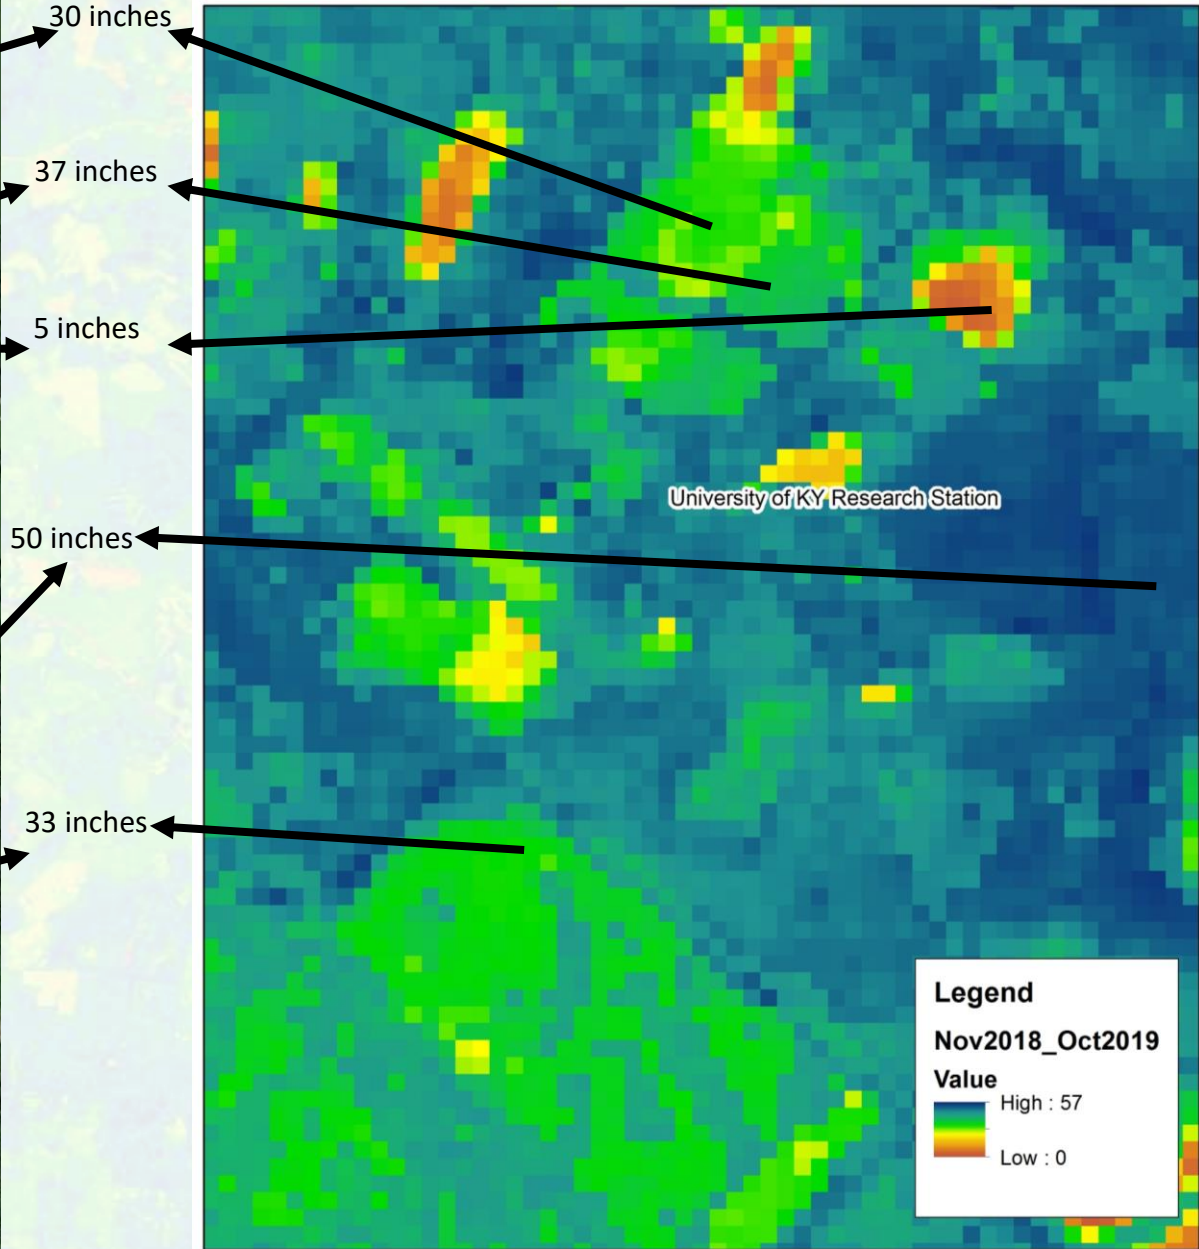 30 inches
37 inches
5 inches
University of KY Research Station
50 inches
33 inches
Legend
Nov2018_Oct2019
Value
High : 57
Low : 0